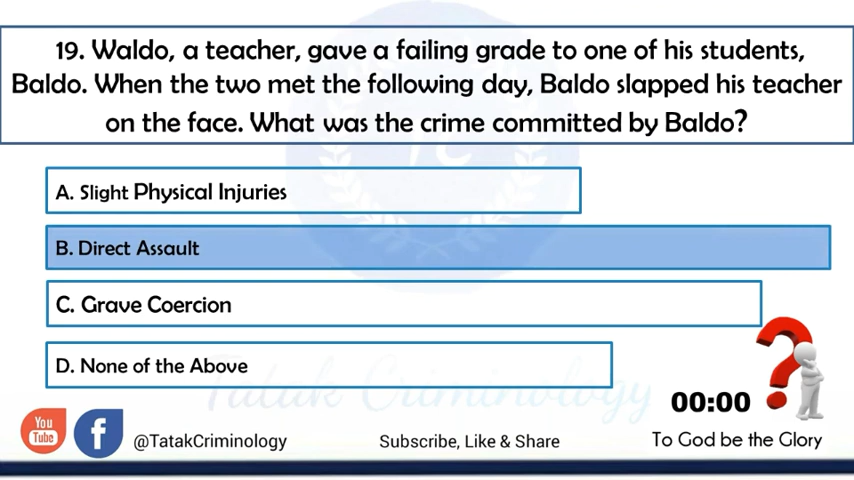 19. Waldo, a teacher, gave a failing grade to one of his students,
Baldo. When the two met the following day, Baldo slapped his teacher
on the face. What was the crime committed by Baldo?
A. Slight Physical Injuries
B. Direct Assault
C. Grave Coercion
D. None of the Above
Tatak Criminology
00:00
You
Tube
f
@TatakCriminology
Subscribe, Like & Share
To God be the Glory